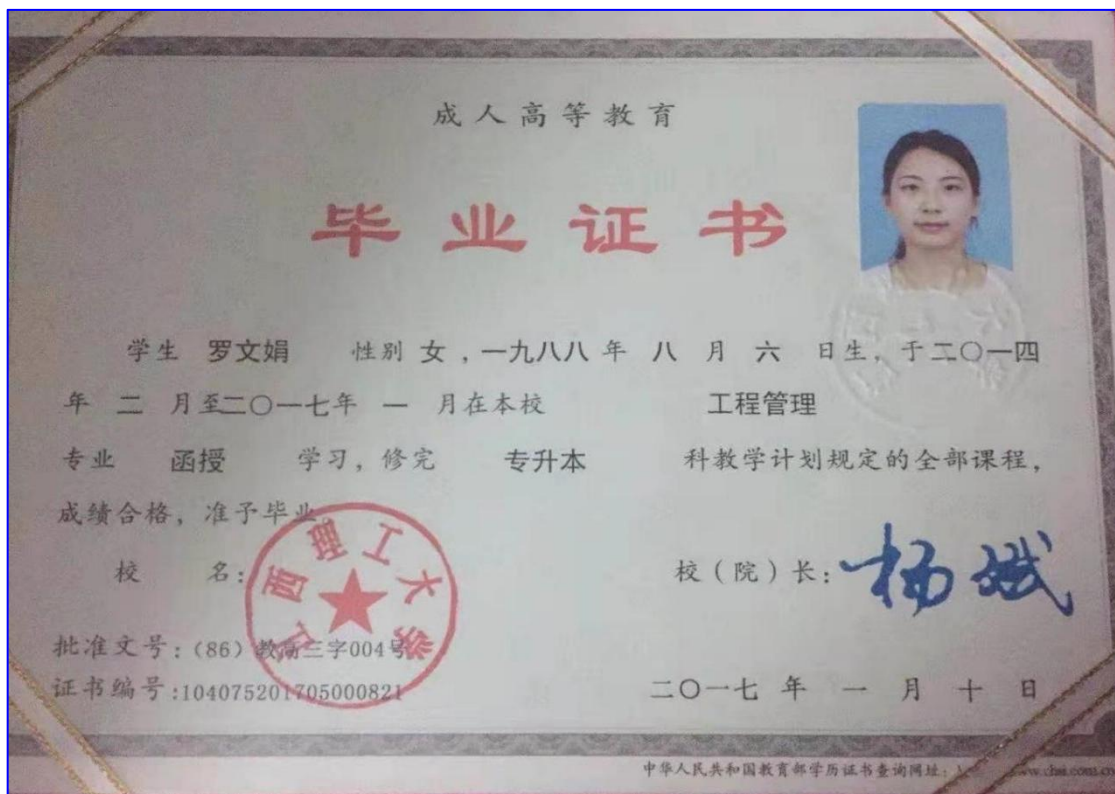 成人高等教育
毕业证书
学生 罗文娟 性别 女,一九八八 年 八 月 六 日生, 于二〇一四
年 二 月至二〇一七年 一 月在本校 工程管理
专业 函授 学习, 修完 专升本 科教学计划规定的全部课程,
成绩合格, 准予毕业。
江西理工大学
校 名: 校(院)长: 杨斌
批准文号:(86)教高三字004号
证书编号:104075201705000821 二〇一七 年 一 月 十 日
中华人民共和国教育部学历证书查询网址: www.chsi.com.cn